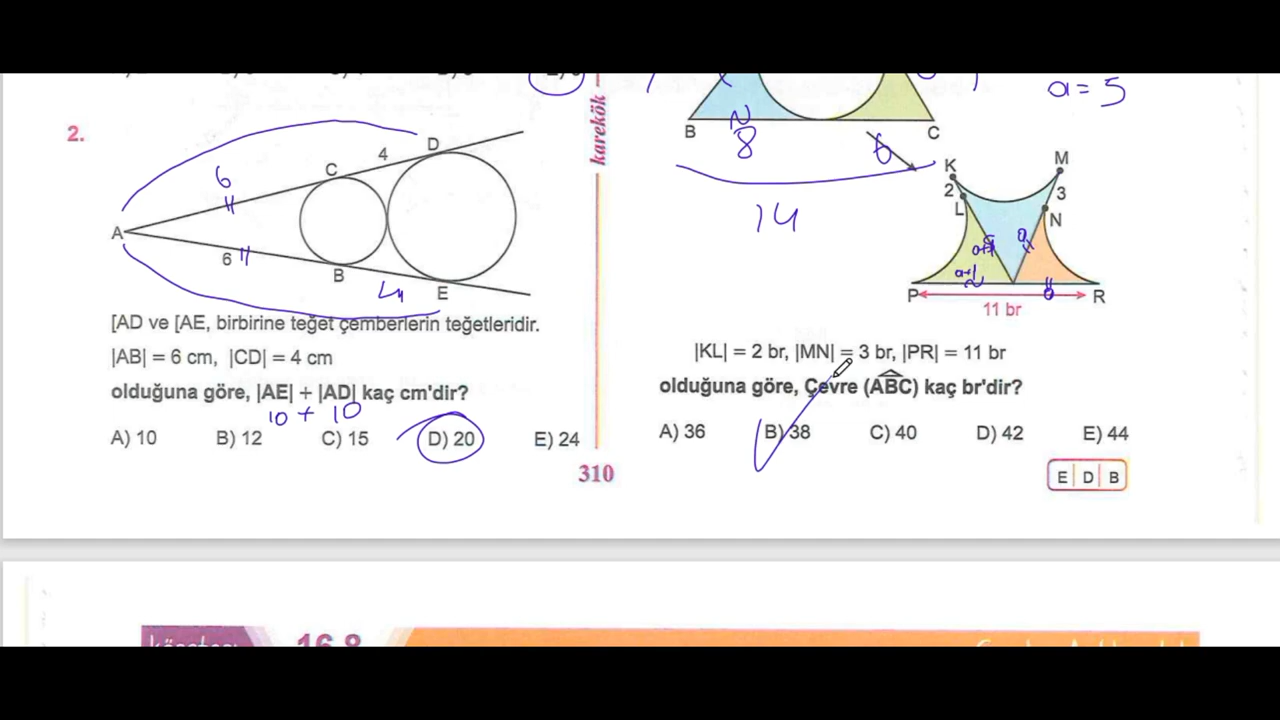 2.
A
6
C
4
D
6
B
4
E
[AD ve [AE, birbirine teğet çemberlerin teğetleridir.
|AB| = 6 cm, |CD| = 4 cm
olduğuna göre, |AE| + |AD| kaç cm'dir?
10 + 10
A) 10 B) 12 C) 15 D) 20 E) 24
karekök
310
a = 5
B
8
6
C
14
K
2
L
M
3
N
a+1
a
a+1
P
R
11 br
|KL| = 2 br, |MN| = 3 br, |PR| = 11 br
olduğuna göre, Çevre (ABC) kaç br'dir?
A) 36 B) 38 C) 40 D) 42 E) 44
E D B
16.8